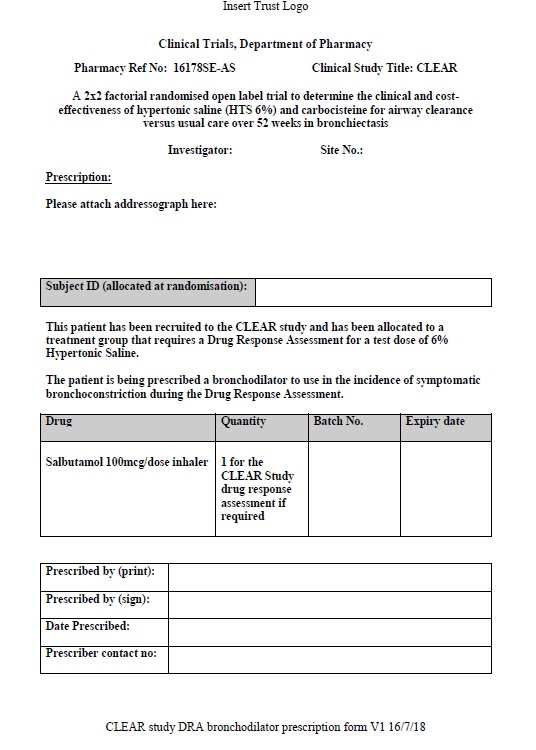 Insert Trust Logo
Clinical Trials, Department of Pharmacy
Pharmacy Ref No: 16178SE-AS Clinical Study Title: CLEAR
A 2x2 factorial randomised open label trial to determine the clinical and cost-
effectiveness of hypertonic saline (HTS 6%) and carbocisteine for airway clearance
versus usual care over 52 weeks in bronchiectasis
Investigator: Site No.:
Prescription:
Please attach addressograph here:
Subject ID (allocated at randomisation):
This patient has been recruited to the CLEAR study and has been allocated to a
treatment group that requires a Drug Response Assessment for a test dose of 6%
Hypertonic Saline.
The patient is being prescribed a bronchodilator to use in the incidence of symptomatic
bronchoconstriction during the Drug Response Assessment.
Drug Quantity Batch No. Expiry date
Salbutamol 100mcg/dose inhaler 1 for the
CLEAR Study
drug response
assessment if
required
Prescribed by (print):
Prescribed by (sign):
Date Prescribed:
Prescriber contact no:
CLEAR study DRA bronchodilator prescription form V1 16/7/18